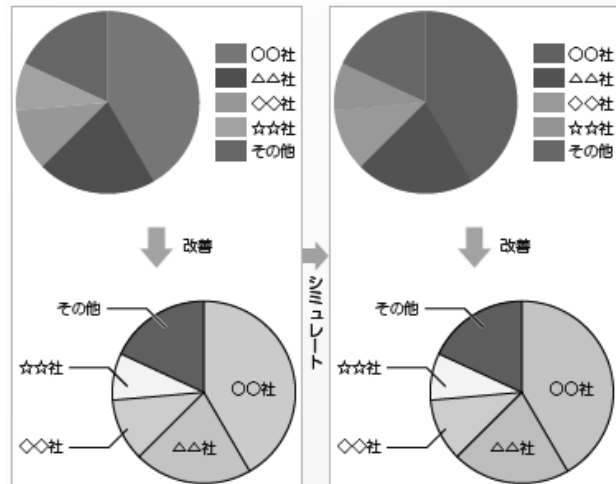 ○○社
△△社
◇◇社
☆☆社
その他
改善
その他
☆☆社
○○社
◇◇社
△△社
シミュレート
○○社
△△社
◇◇社
☆☆社
その他
改善
その他
☆☆社
○○社
◇◇社
△△社